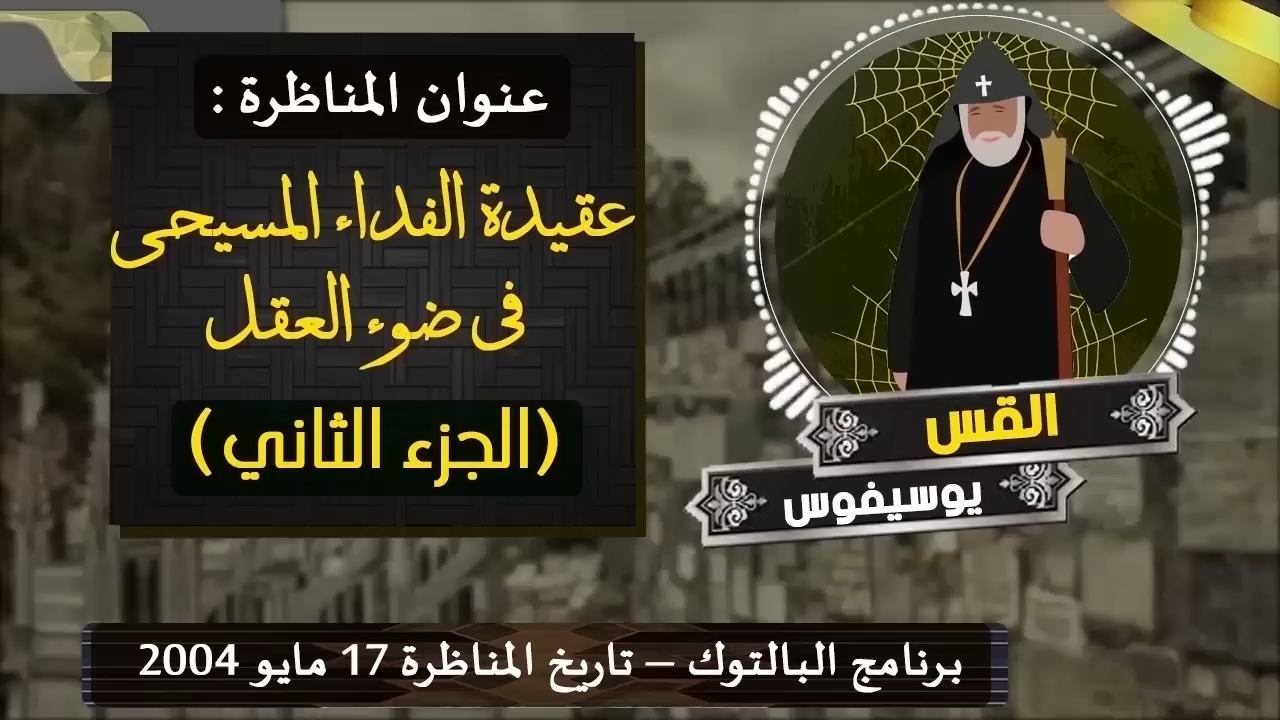 عنوان المناظرة :
عقيدة الفداء المسيحى
فى ضوء العقل
(الجزء الثاني)
القس
يوسيفوس
برنامج البالتوك – تاريخ المناظرة 17 مايو 2004